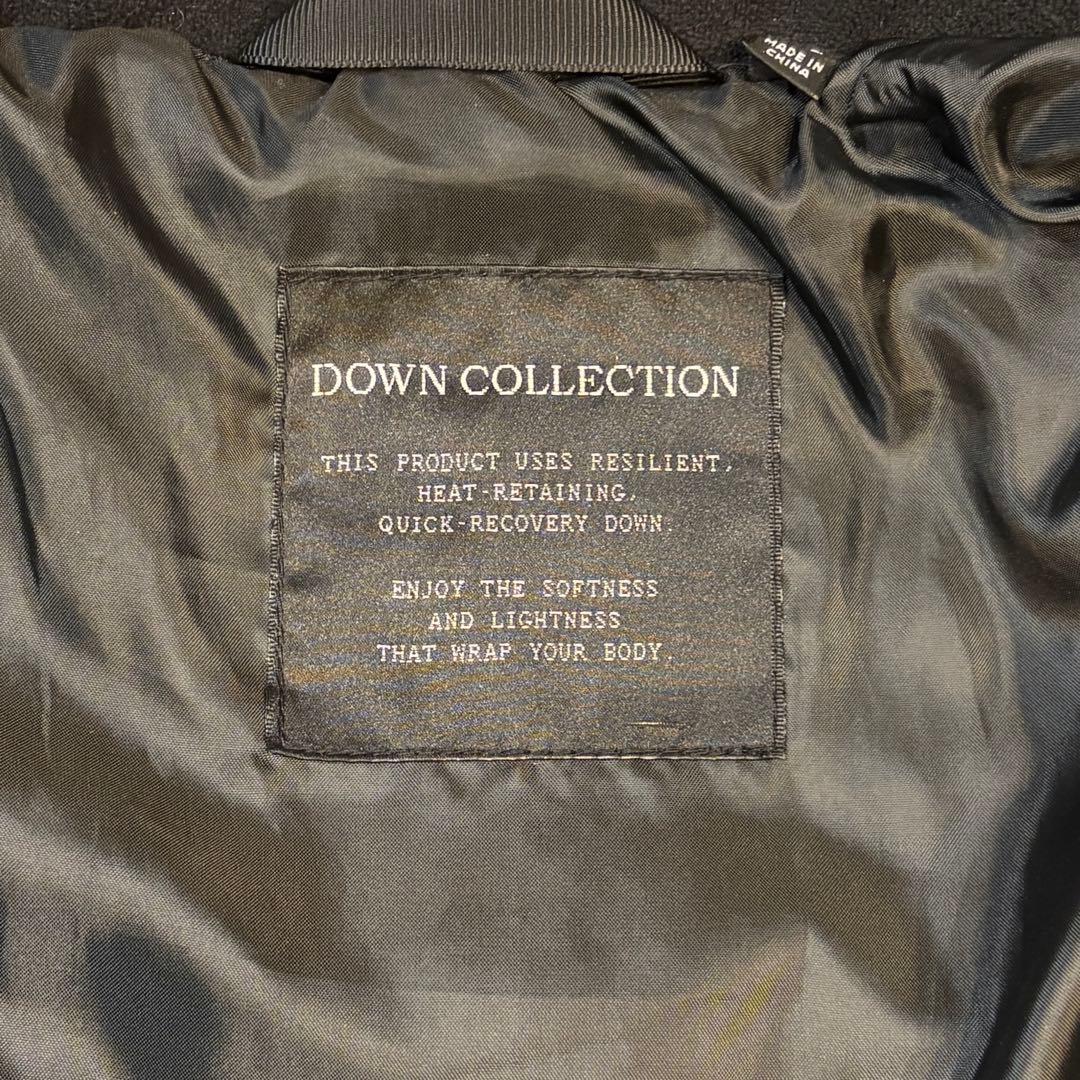 MADE IN
CHINA
DOWN COLLECTION
THIS PRODUCT USES RESILIENT,
HEAT-RETAINING,
QUICK-RECOVERY DOWN.
ENJOY THE SOFTNESS
AND LIGHTNESS
THAT WRAP YOUR BODY.